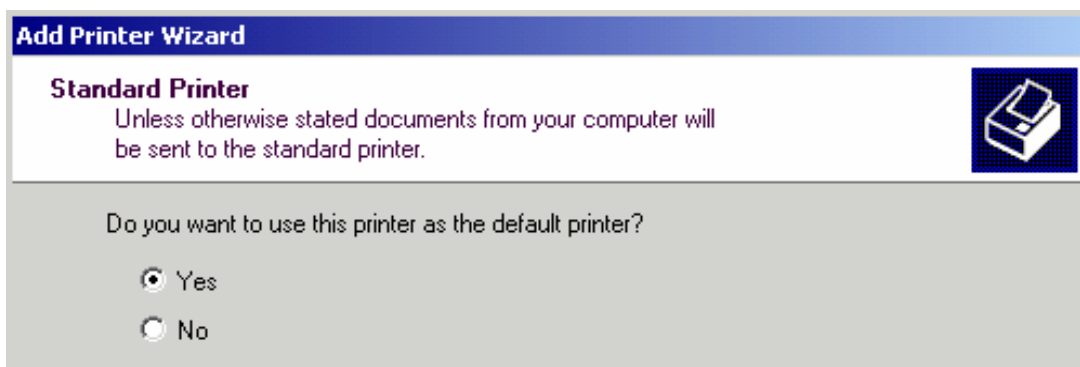 Add Printer Wizard
Standard Printer
Unless otherwise stated documents from your computer will
be sent to the standard printer.
Do you want to use this printer as the default printer?
Yes
No